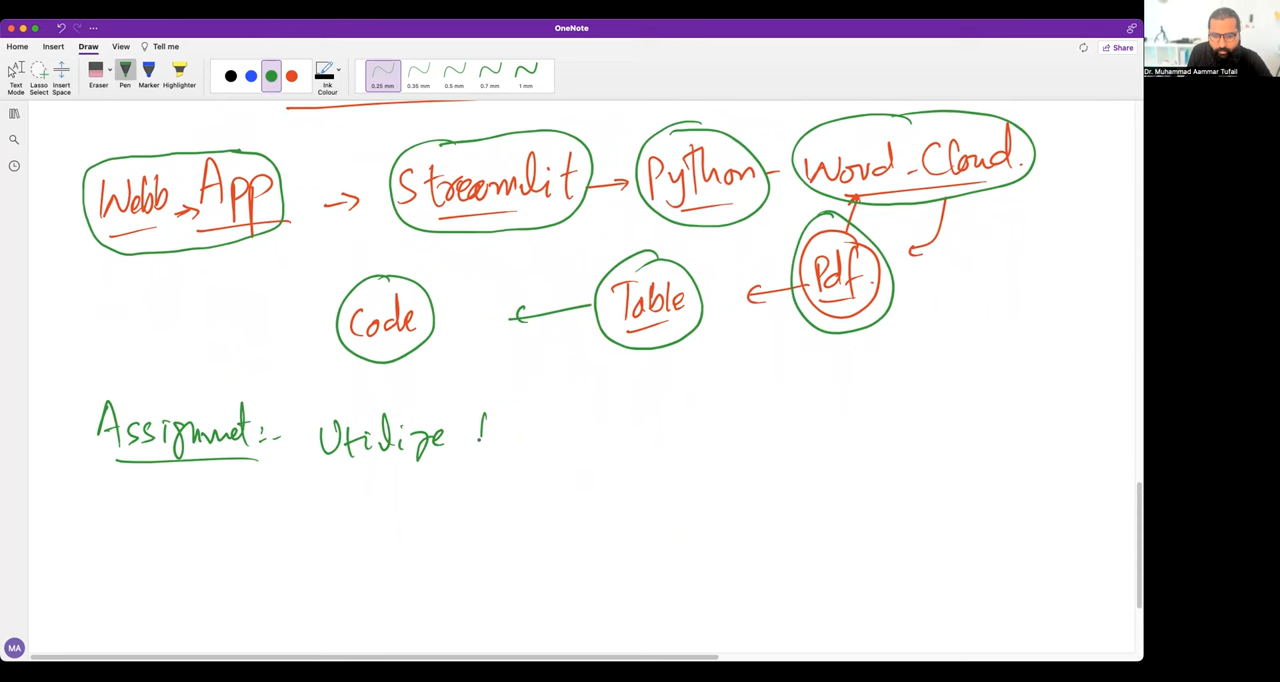 OneNote
Home Insert Draw View Tell me
Share
Text Mode
Lasso Select
Insert Space
Eraser
Pen
Marker
Highlighter
Ink Colour
0.25 mm
0.35 mm
0.5 mm
0.7 mm
1 mm
Dr. Muhammad Aammar Tufail
Webb → App → Streamlit → Python - Word-Cloud.
Code Table Pdf.
Assignmet:- Utilize
MA